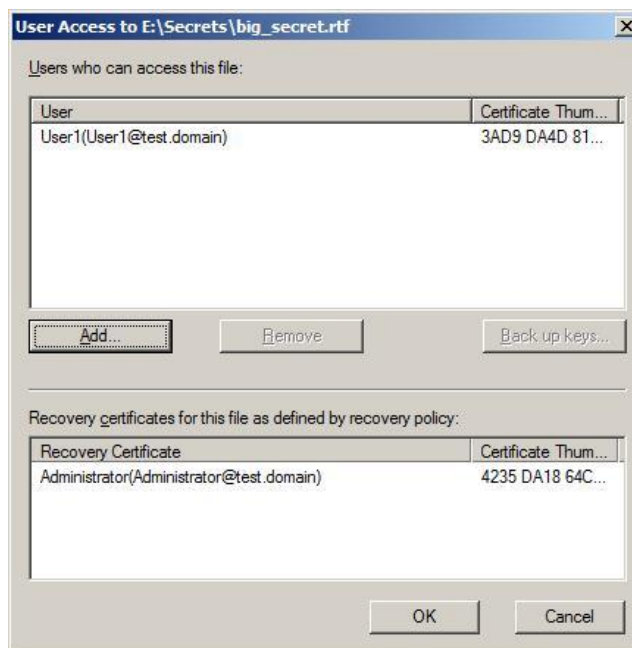 User Access to E:\Secrets\big_secret.rtf
Users who can access this file:
User Certificate Thum...
User1(User1@test.domain) 3AD9 DA4D 81...
Add... Remove Back up keys...
Recovery certificates for this file as defined by recovery policy:
Recovery Certificate Certificate Thum...
Administrator(Administrator@test.domain) 4235 DA18 64C...
OK Cancel